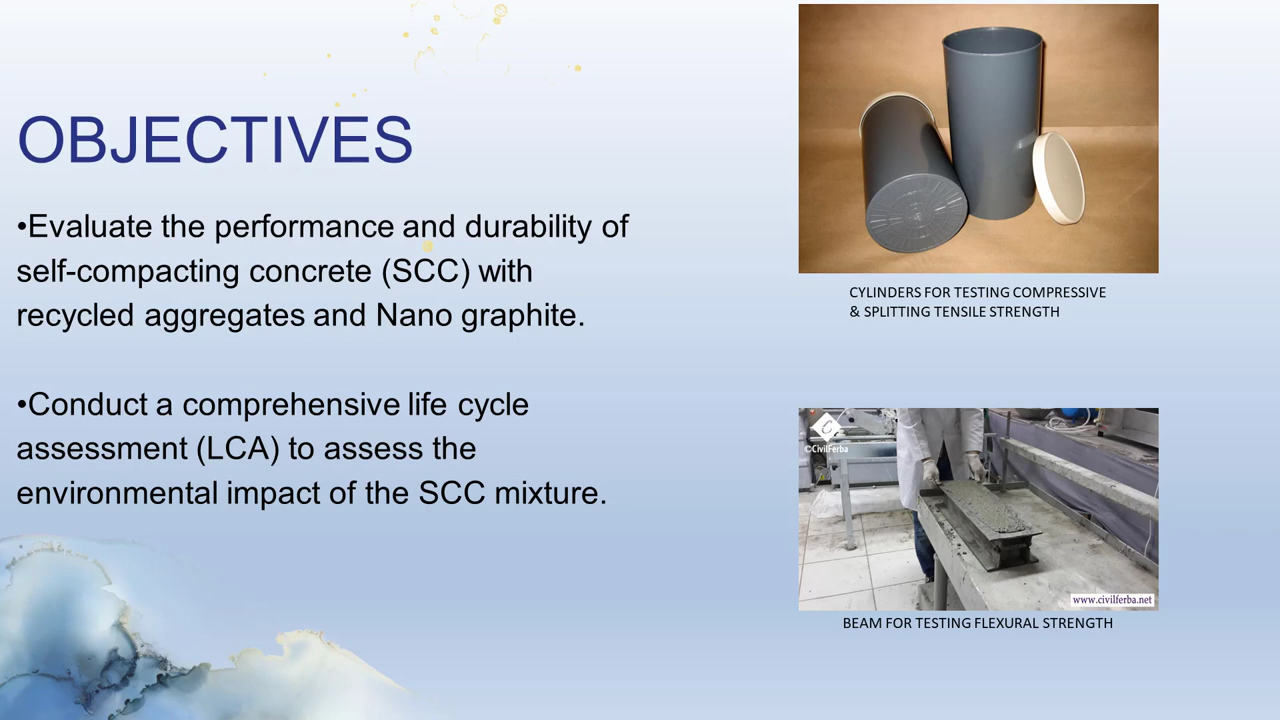 OBJECTIVES
•Evaluate the performance and durability of
self-compacting concrete (SCC) with
recycled aggregates and Nano graphite.
•Conduct a comprehensive life cycle
assessment (LCA) to assess the
environmental impact of the SCC mixture.
CYLINDERS FOR TESTING COMPRESSIVE
& SPLITTING TENSILE STRENGTH
©CivilFerba
www.civilferba.net
BEAM FOR TESTING FLEXURAL STRENGTH